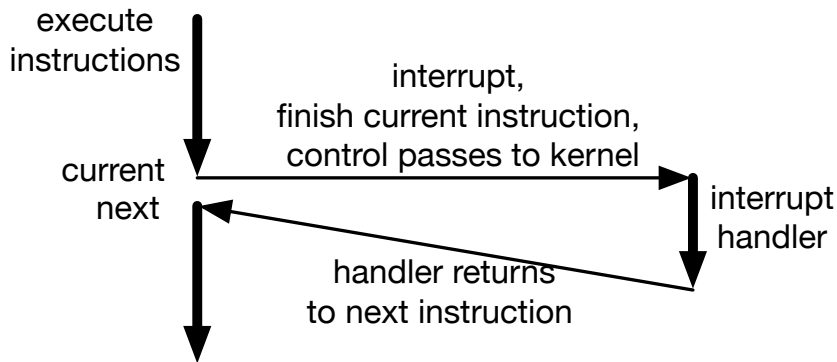 execute
instructions
interrupt,
finish current instruction,
control passes to kernel
current
next
interrupt
handler
handler returns
to next instruction